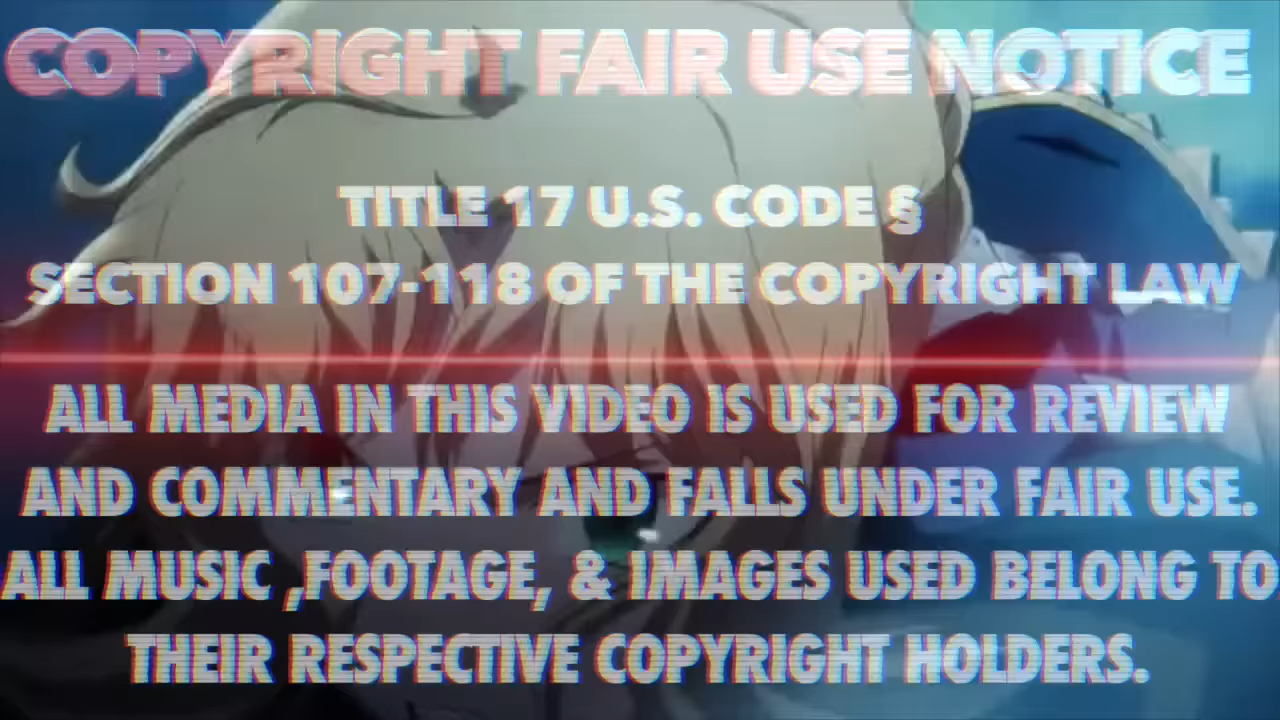 COPYRIGHT FAIR USE NOTICE
TITLE 17 U.S. CODE §
SECTION 107-118 OF THE COPYRIGHT LAW
ALL MEDIA IN THIS VIDEO IS USED FOR REVIEW
AND COMMENTARY AND FALLS UNDER FAIR USE.
ALL MUSIC ,FOOTAGE, & IMAGES USED BELONG TO
THEIR RESPECTIVE COPYRIGHT HOLDERS.